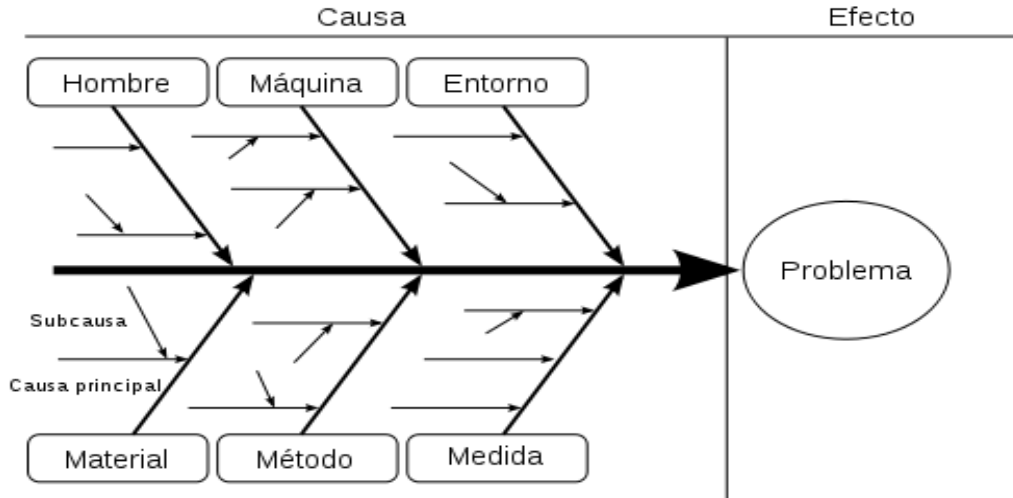 Causa
Efecto
Hombre
Máquina
Entorno
Problema
Subcausa
Causa principal
Material
Método
Medida